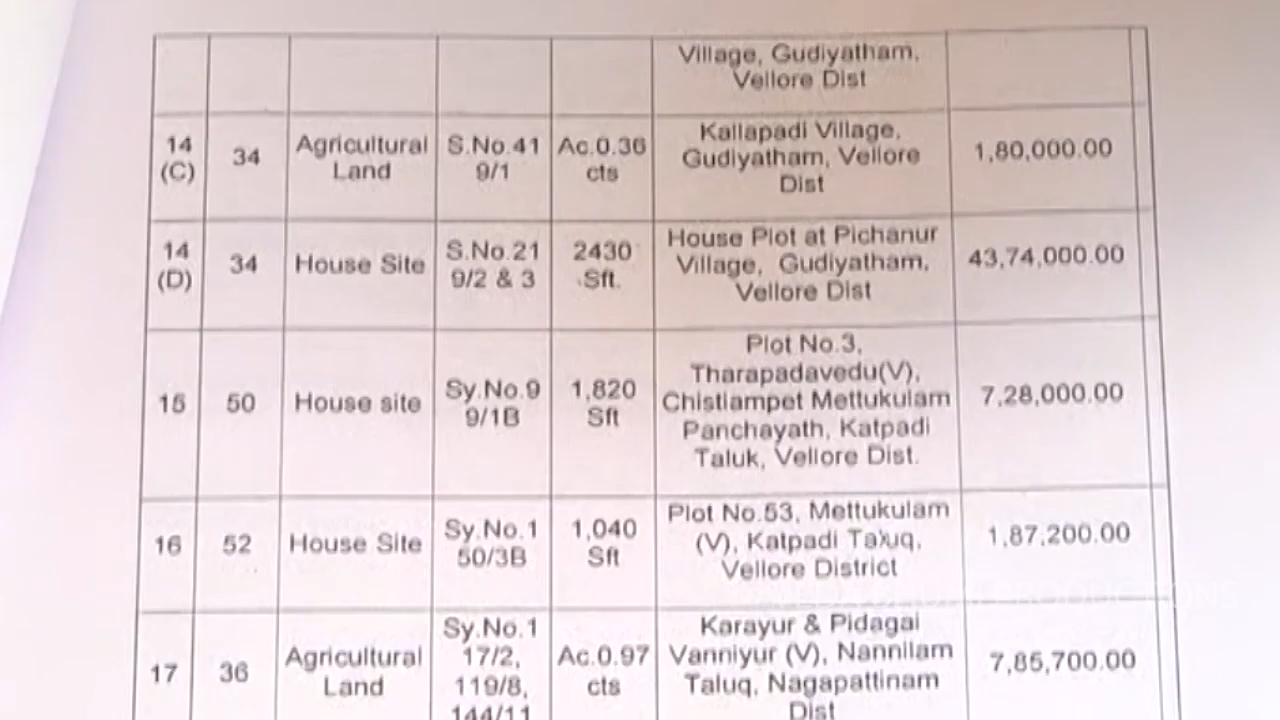 Village, Gudiyatham,
Vellore Dist
14
(C)
34
Agricultural
Land
S.No.41
9/1
Ac.0.36
cts
Kallapadi Village,
Gudiyatham, Vellore
Dist
1,80,000.00
14
(D)
34
House Site
S.No.21
9/2 & 3
2430
Sft.
House Plot at Pichanur
Village, Gudiyatham,
Vellore Dist
43,74,000.00
15
50
House site
Sy.No.9
9/1B
1,820
Sft
Plot No.3,
Tharapadavedu(V),
Chistiampet Mettukulam
Panchayath, Katpadi
Taluk, Vellore Dist.
7,28,000.00
16
52
House Site
Sy.No.1
50/3B
1,040
Sft
Plot No.53, Mettukulam
(V), Katpadi Taluq,
Vellore District
1,87,200.00
17
36
Agricultural
Land
Sy.No.1
17/2,
119/8,
144/11
Ac.0.97
cts
Karayur & Pidagai
Vanniyur (V), Nannilam
Taluq, Nagapattinam
Dist
7,85,700.00